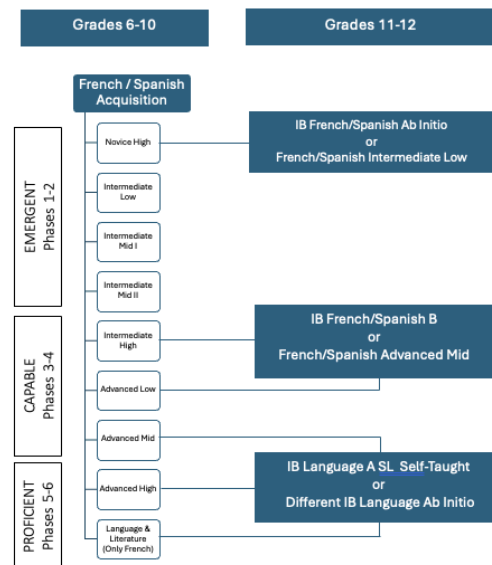 Grades 6-10
Grades 11-12
French / Spanish
Acquisition
EMERGENT
Phases 1-2
CAPABLE
Phases 3-4
PROFICIENT
Phases 5-6
Novice High
Intermediate
Low
Intermediate
Mid I
Intermediate
Mid II
Intermediate
High
Advanced Low
Advanced Mid
Advanced High
Language &
Literature
(Only French)
IB French/Spanish Ab Initio
or
French/Spanish Intermediate Low
IB French/Spanish B
or
French/Spanish Advanced Mid
IB Language A SL Self-Taught
or
Different IB Language Ab Initio